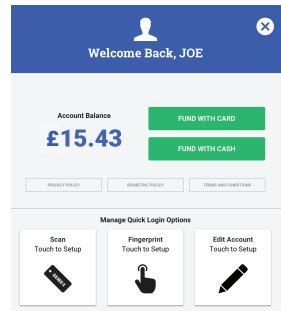 Welcome Back, JOE
Account Balance
£15.43
FUND WITH CARD
FUND WITH CASH
PRIVACY POLICY
BIOMETRIC POLICY
TERMS AND CONDITIONS
Manage Quick Login Options
Scan
Touch to Setup
Fingerprint
Touch to Setup
Edit Account
Touch to Setup